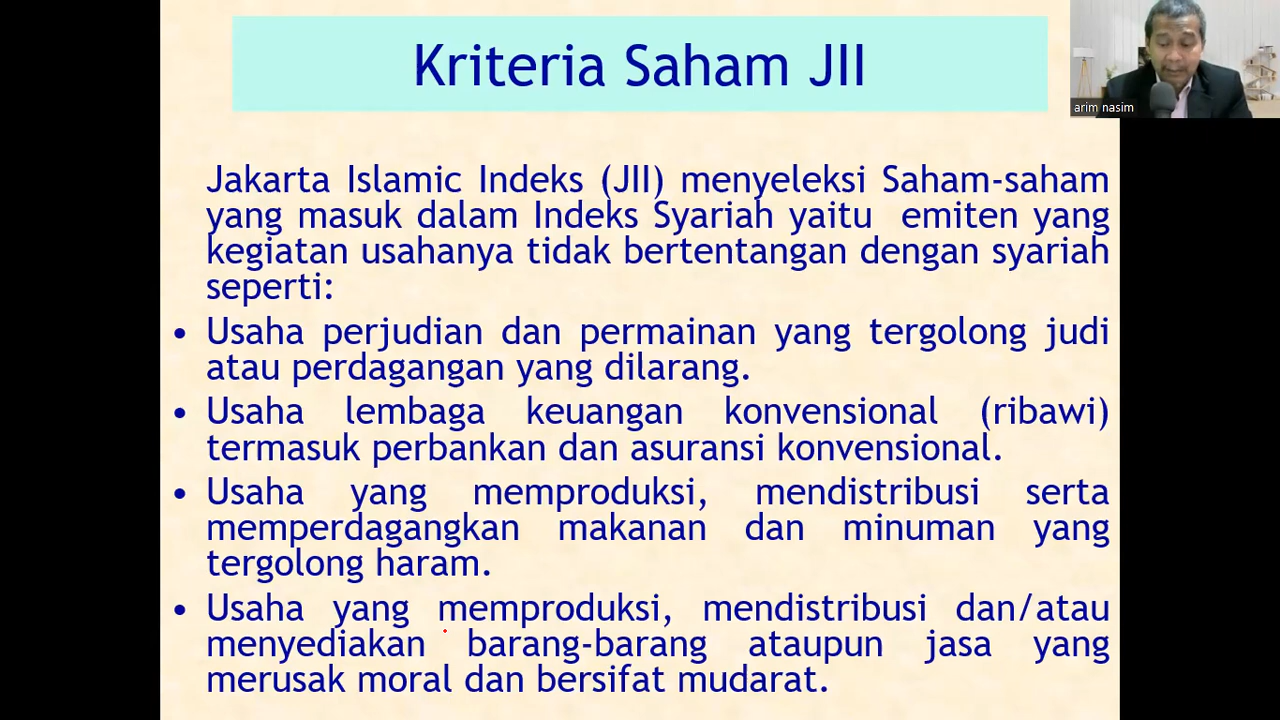 Kriteria Saham JII
arim nasim
Jakarta Islamic Indeks (JII) menyeleksi Saham-saham
yang masuk dalam Indeks Syariah yaitu emiten yang
kegiatan usahanya tidak bertentangan dengan syariah
seperti:
• Usaha perjudian dan permainan yang tergolong judi
atau perdagangan yang dilarang.
• Usaha lembaga keuangan konvensional (ribawi)
termasuk perbankan dan asuransi konvensional.
• Usaha yang memproduksi, mendistribusi serta
memperdagangkan makanan dan minuman yang
tergolong haram.
• Usaha yang memproduksi, mendistribusi dan/atau
menyediakan barang-barang ataupun jasa yang
merusak moral dan bersifat mudarat.